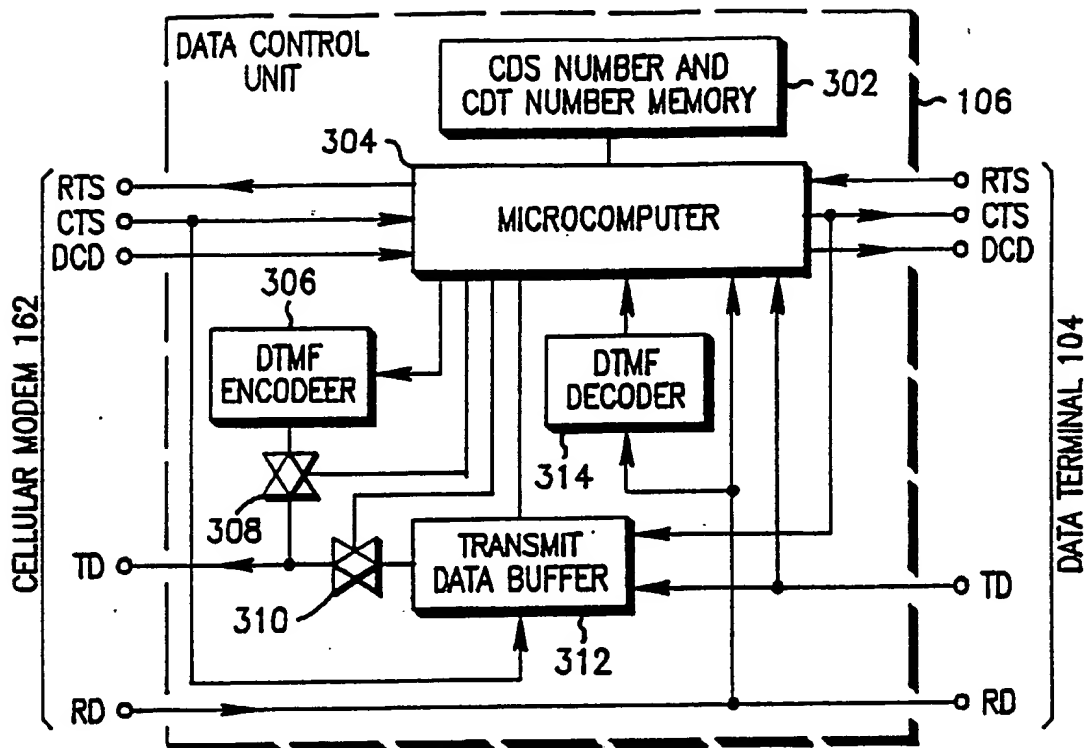 DATA CONTROL
UNIT
CDS NUMBER AND
CDT NUMBER MEMORY
302
106
304
RTS
CTS
DCD
MICROCOMPUTER
RTS
CTS
DCD
306
DTMF
ENCODEER
DTMF
DECODER
314
308
TD
310
TRANSMIT
DATA BUFFER
312
TD
RD
RD
CELLULAR MODEM 162
DATA TERMINAL 104